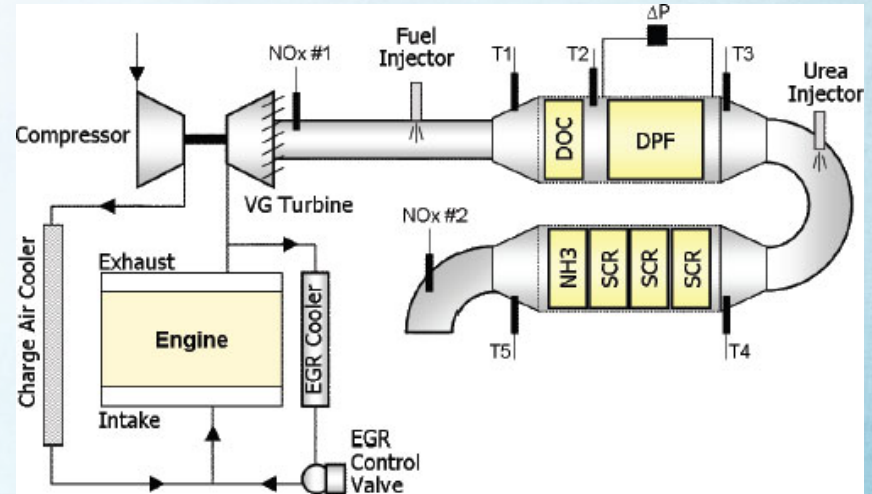 ΔP
NOx #1
Fuel
Injector
T1
T2
T3
Urea
Injector
Compressor
DOC
DPF
VG Turbine
NOx #2
Charge Air Cooler
Exhaust
Engine
Intake
EGR Cooler
NH3
SCR
SCR
SCR
T5
T4
EGR
Control
Valve